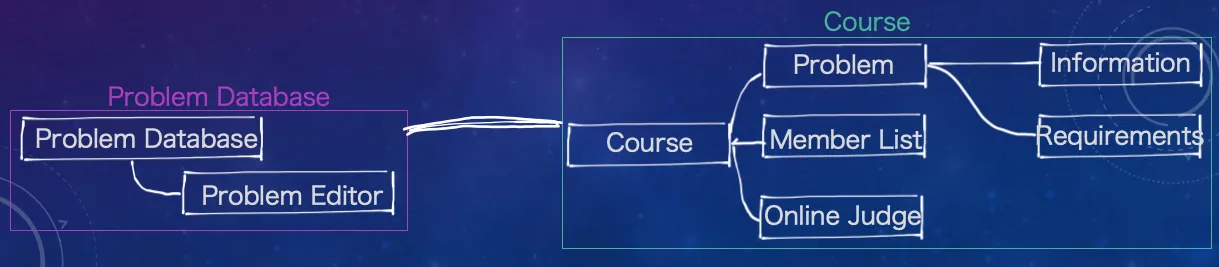 Problem Database
Problem Database
Problem Editor
Course
Course
Problem
Member List
Online Judge
Information
Requirements